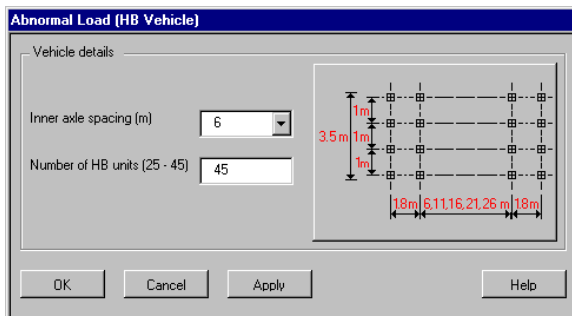 Abnormal Load (HB Vehicle)
Vehicle details
Inner axle spacing (m)
6
Number of HB units (25 - 45)
45
1m
3.5 m 1m
1m
1.8m 6,11,16,21,26 m 1.8m
OK Cancel Apply Help